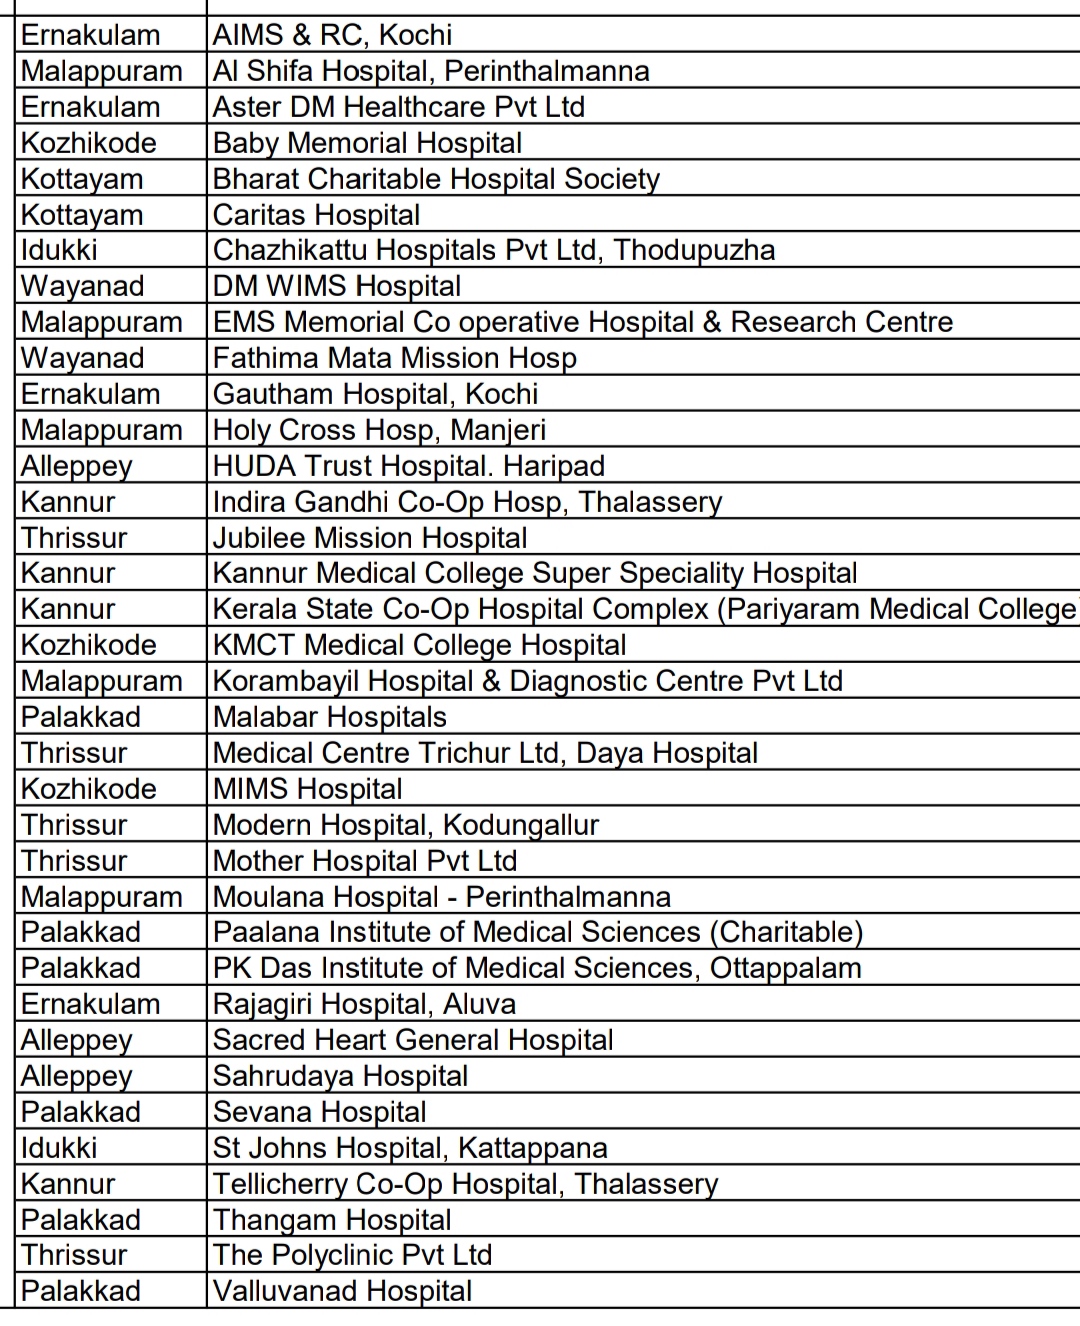 Ernakulam AIMS & RC, Kochi
Malappuram Al Shifa Hospital, Perinthalmanna
Ernakulam Aster DM Healthcare Pvt Ltd
Kozhikode Baby Memorial Hospital
Kottayam Bharat Charitable Hospital Society
Kottayam Caritas Hospital
Idukki Chazhikattu Hospitals Pvt Ltd, Thodupuzha
Wayanad DM WIMS Hospital
Malappuram EMS Memorial Co operative Hospital & Research Centre
Wayanad Fathima Mata Mission Hosp
Ernakulam Gautham Hospital, Kochi
Malappuram Holy Cross Hosp, Manjeri
Alleppey HUDA Trust Hospital. Haripad
Kannur Indira Gandhi Co-Op Hosp, Thalassery
Thrissur Jubilee Mission Hospital
Kannur Kannur Medical College Super Speciality Hospital
Kannur Kerala State Co-Op Hospital Complex (Pariyaram Medical College
Kozhikode KMCT Medical College Hospital
Malappuram Korambayil Hospital & Diagnostic Centre Pvt Ltd
Palakkad Malabar Hospitals
Thrissur Medical Centre Trichur Ltd, Daya Hospital
Kozhikode MIMS Hospital
Thrissur Modern Hospital, Kodungallur
Thrissur Mother Hospital Pvt Ltd
Malappuram Moulana Hospital - Perinthalmanna
Palakkad Paalana Institute of Medical Sciences (Charitable)
Palakkad PK Das Institute of Medical Sciences, Ottappalam
Ernakulam Rajagiri Hospital, Aluva
Alleppey Sacred Heart General Hospital
Alleppey Sahrudaya Hospital
Palakkad Sevana Hospital
Idukki St Johns Hospital, Kattappana
Kannur Tellicherry Co-Op Hospital, Thalassery
Palakkad Thangam Hospital
Thrissur The Polyclinic Pvt Ltd
Palakkad Valluvanad Hospital